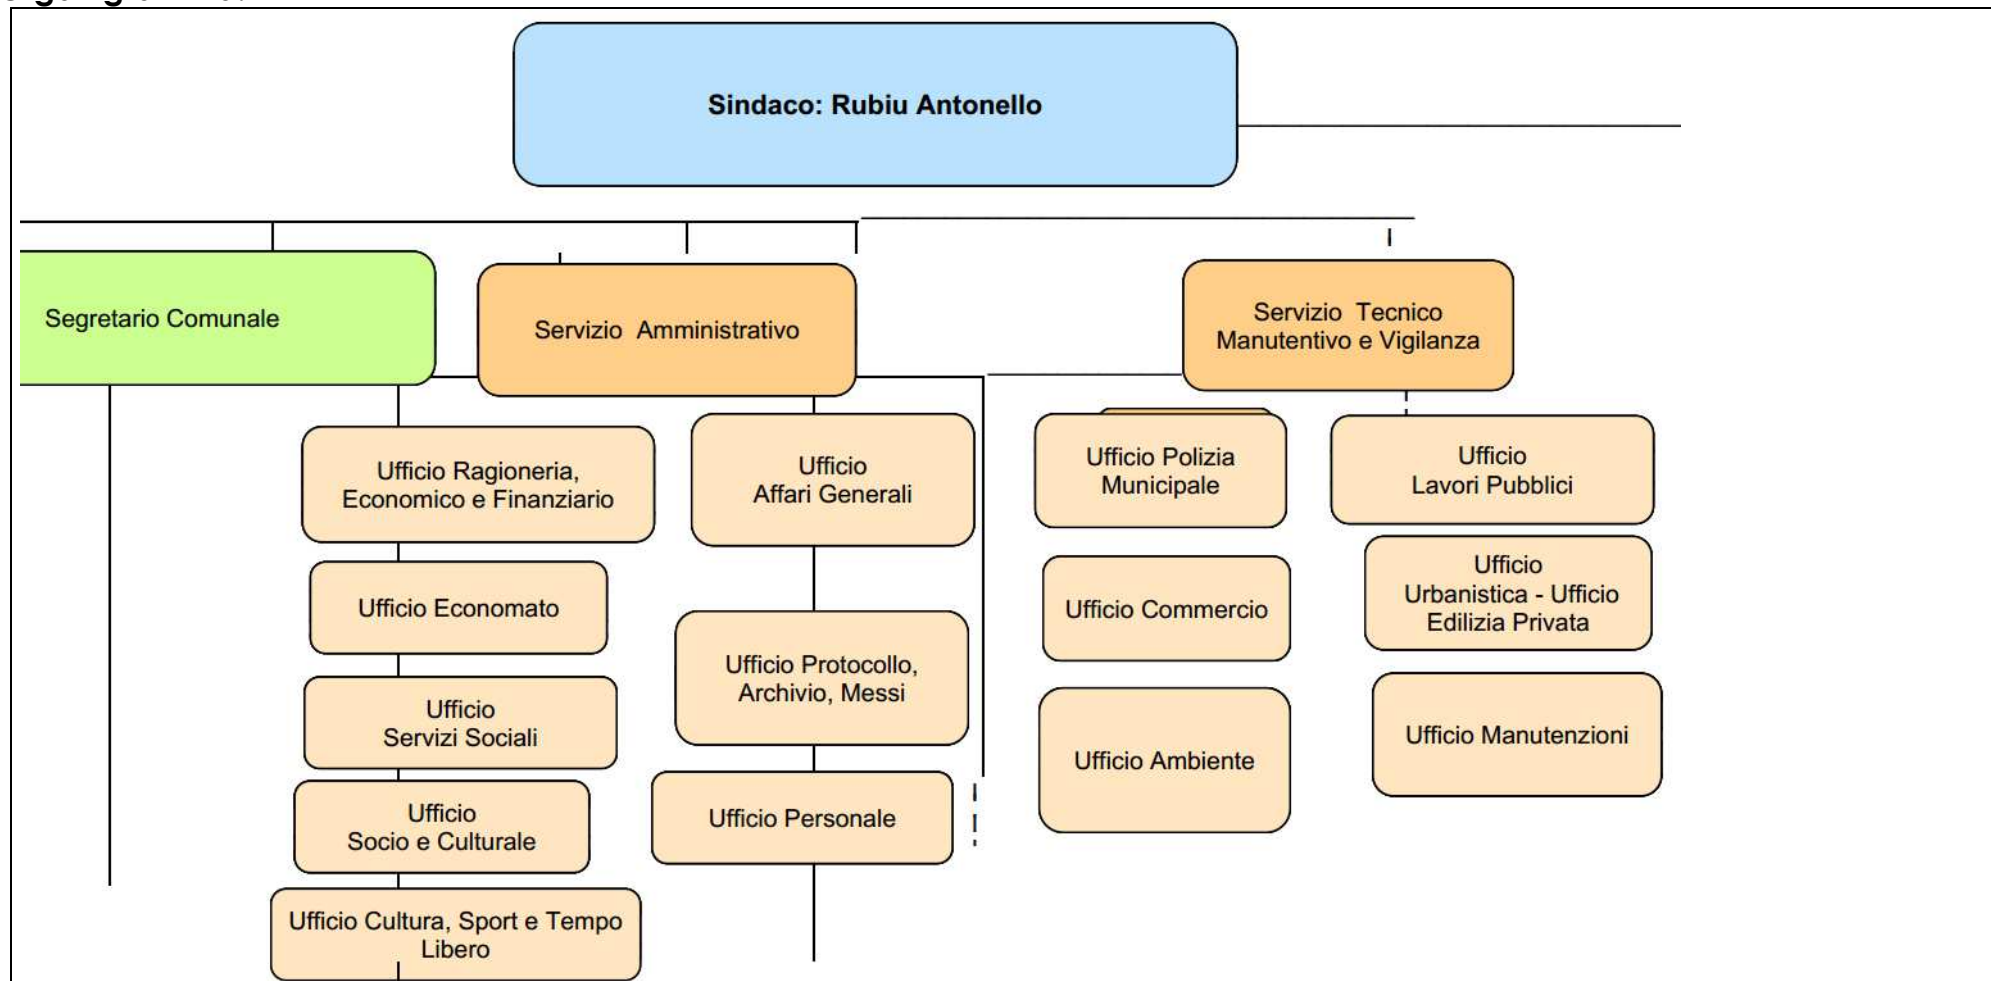 Sindaco: Rubiu Antonello
Segretario Comunale
Servizio Amministrativo
Servizio Tecnico
Manutentivo e Vigilanza
Ufficio Ragioneria,
Economico e Finanziario
Ufficio
Affari Generali
Ufficio Polizia
Municipale
Ufficio
Lavori Pubblici
Ufficio Economato
Ufficio Protocollo,
Archivio, Messi
Ufficio Commercio
Ufficio
Urbanistica - Ufficio
Edilizia Privata
Ufficio
Servizi Sociali
Ufficio Personale
Ufficio Ambiente
Ufficio Manutenzioni
Ufficio
Socio e Culturale
Ufficio Cultura, Sport e Tempo
Libero